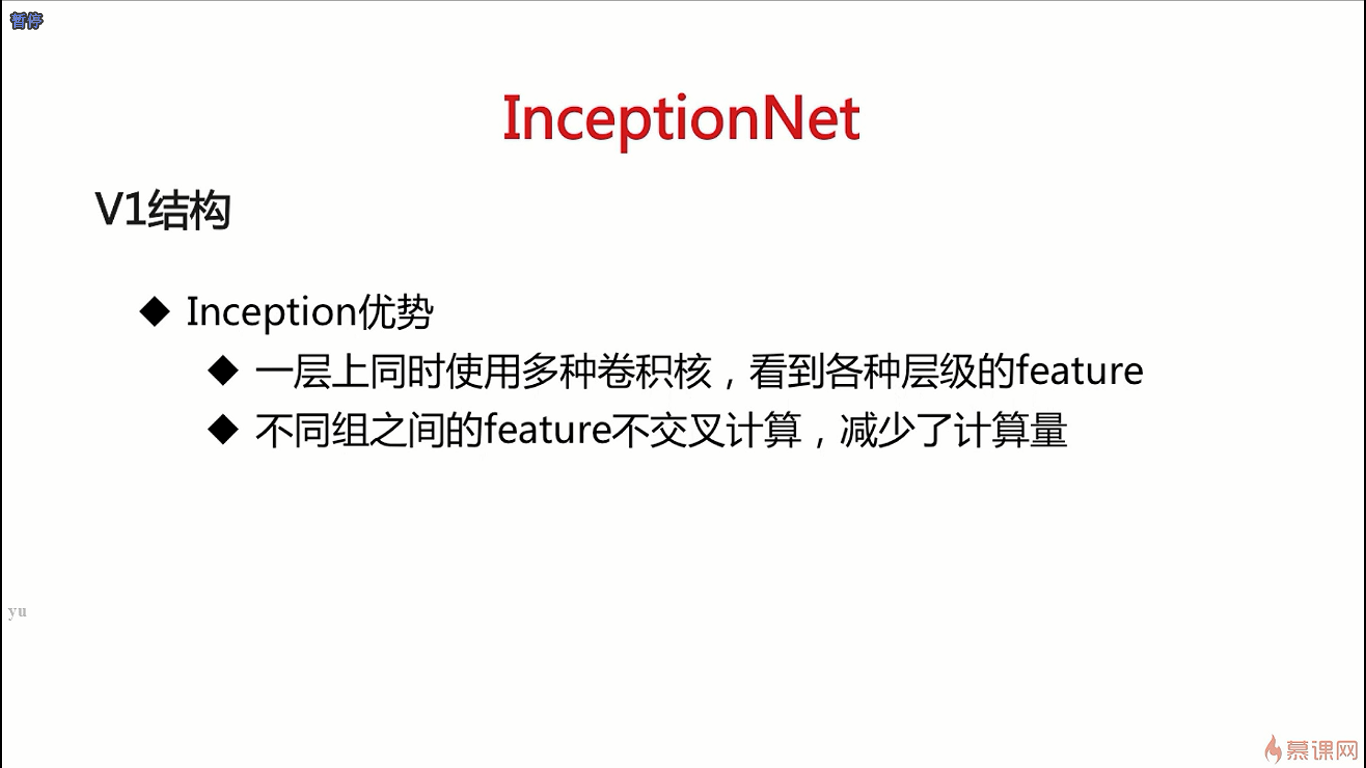 暂停
InceptionNet
V1结构
◆ Inception优势
◆ 一层上同时使用多种卷积核，看到各种层级的feature
◆ 不同组之间的feature不交叉计算，减少了计算量
yu
慕课网